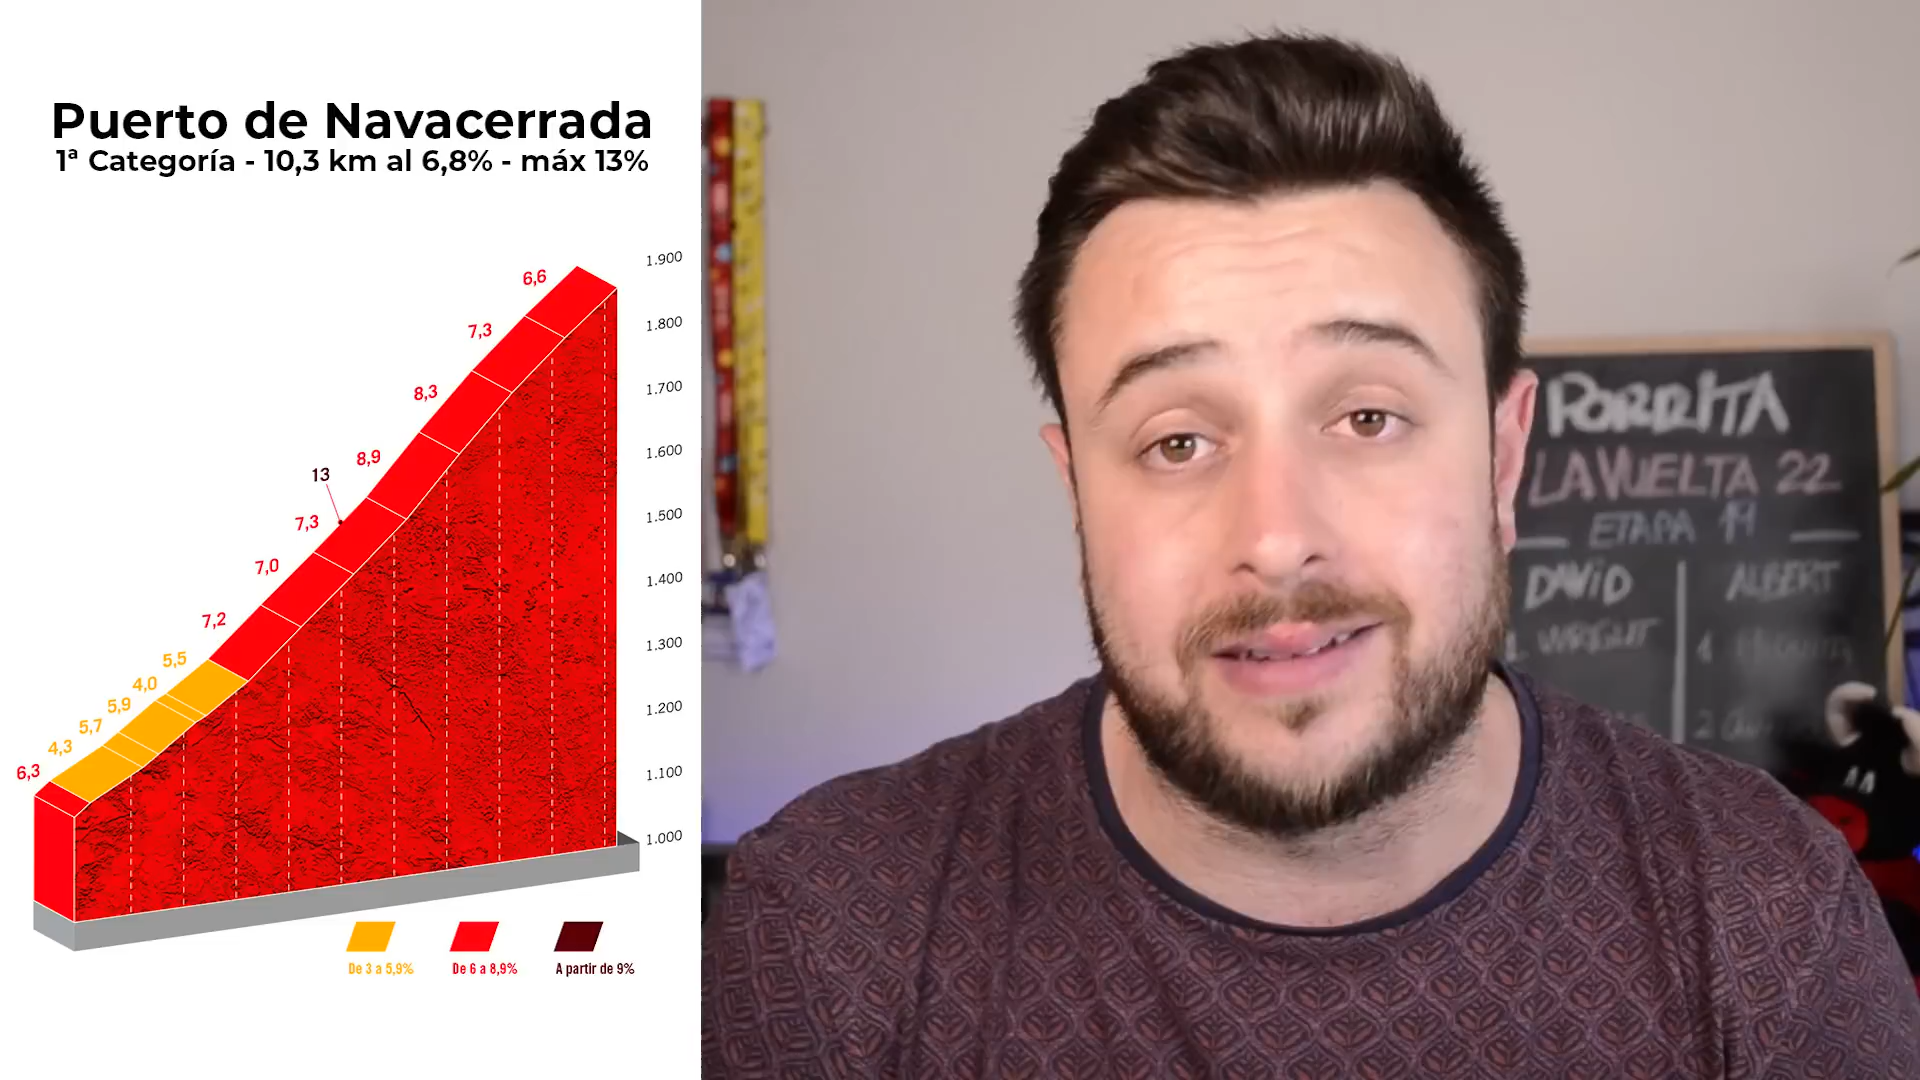 Puerto de Navacerrada
1ª Categoría - 10,3 km al 6,8% - máx 13%
1.900
6,6
1.800
7,3
1.700
8,3
1.600
8,9
13
1.500
7,3
7,0
1.400
7,2
1.300
5,5
4,0
1.200
5,9
5,7
4,3
1.100
6,3
1.000
De 3 a 5,9%
De 6 a 8,9%
A partir de 9%
PORRITA
LA VUELTA 22
ETAPA 19
DAVID
ALBERT
WRIGHT
2